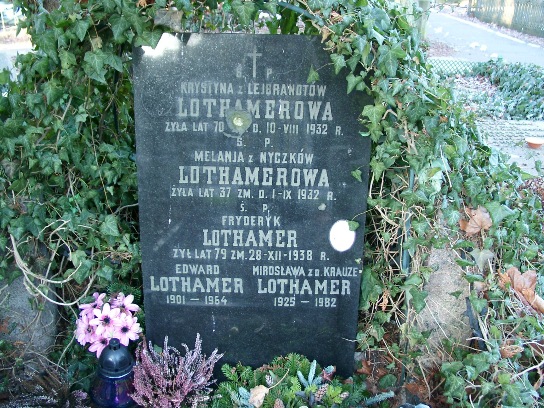 Ś. P.
KRYSTYNA Z LEJGRAWOTÓW
LOTHAMEROWA
ŻYŁA LAT 70 D. 10-VIII 1932 R.
Ś. P.
MELANJA Z NYCZKÓW
LOTHAMEROWA
ŻYŁA LAT 37 ZM. D. 1-IX 1932 R.
Ś. P.
FRYDERYK
LOTHAMER
ŻYŁ LAT 79 ZM. 28-XII-1938 R.
EDWARD MIROSŁAWA Z D KRAUZE
LOTHAMER LOTHAMER
1901 - 1964 1925 - 1982